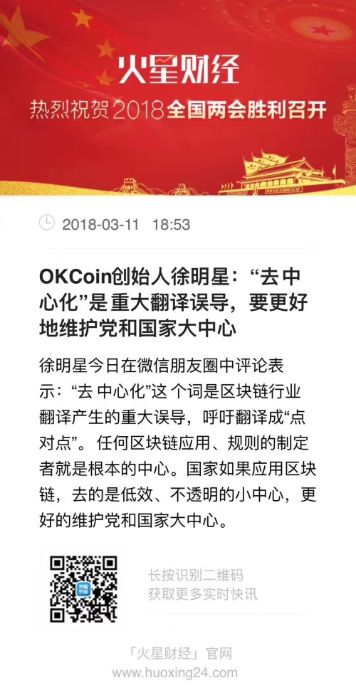 火星财经
热烈祝贺2018全国两会胜利召开
2018-03-11 18:53
OKCoin创始人徐明星：“去中
心化”是重大翻译误导，要更好
地维护党和国家大中心
徐明星今日在微信朋友圈中评论表
示：“去中心化”这个词是区块链行业
翻译产生的重大误导，呼吁翻译成“点
对点”。任何区块链应用、规则的制定
者就是根本的中心。国家如果应用区块
链，去的是低效、不透明的小中心，更
好的维护党和国家大中心。
长按识别二维码
获取更多实时快讯
「火星财经」官网
www.huoxing24.com